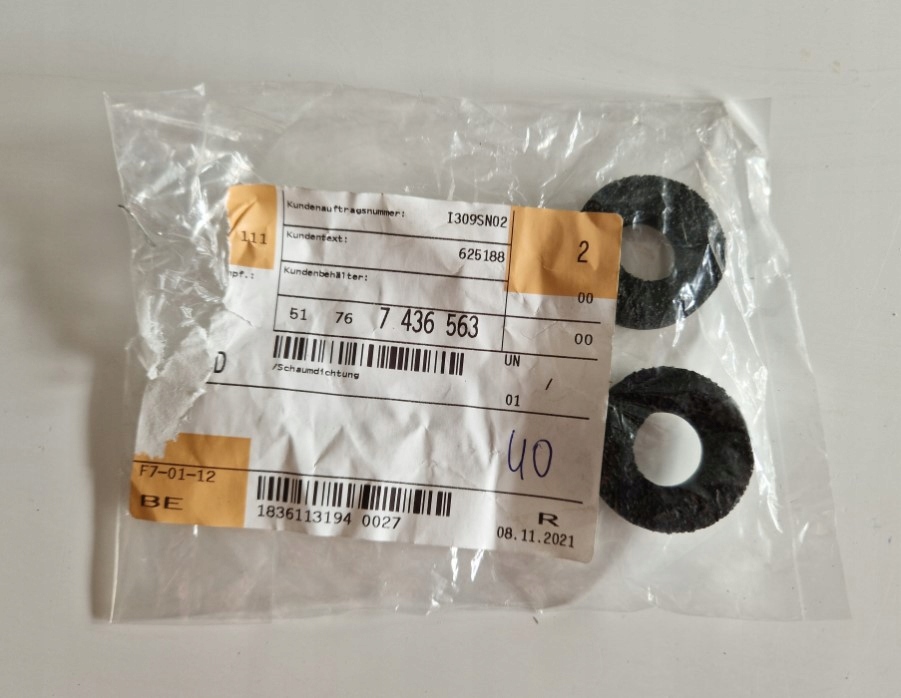 /111
Kundenauftragsnummer: I309SN02
Kundentext: 625188
2
Kundenbehälter:
00
51 76 7 436 563
00
D
/Schaumdichtung
UN /
01
40
F7-01-12
BE
1836113194 0027
R
08.11.2021